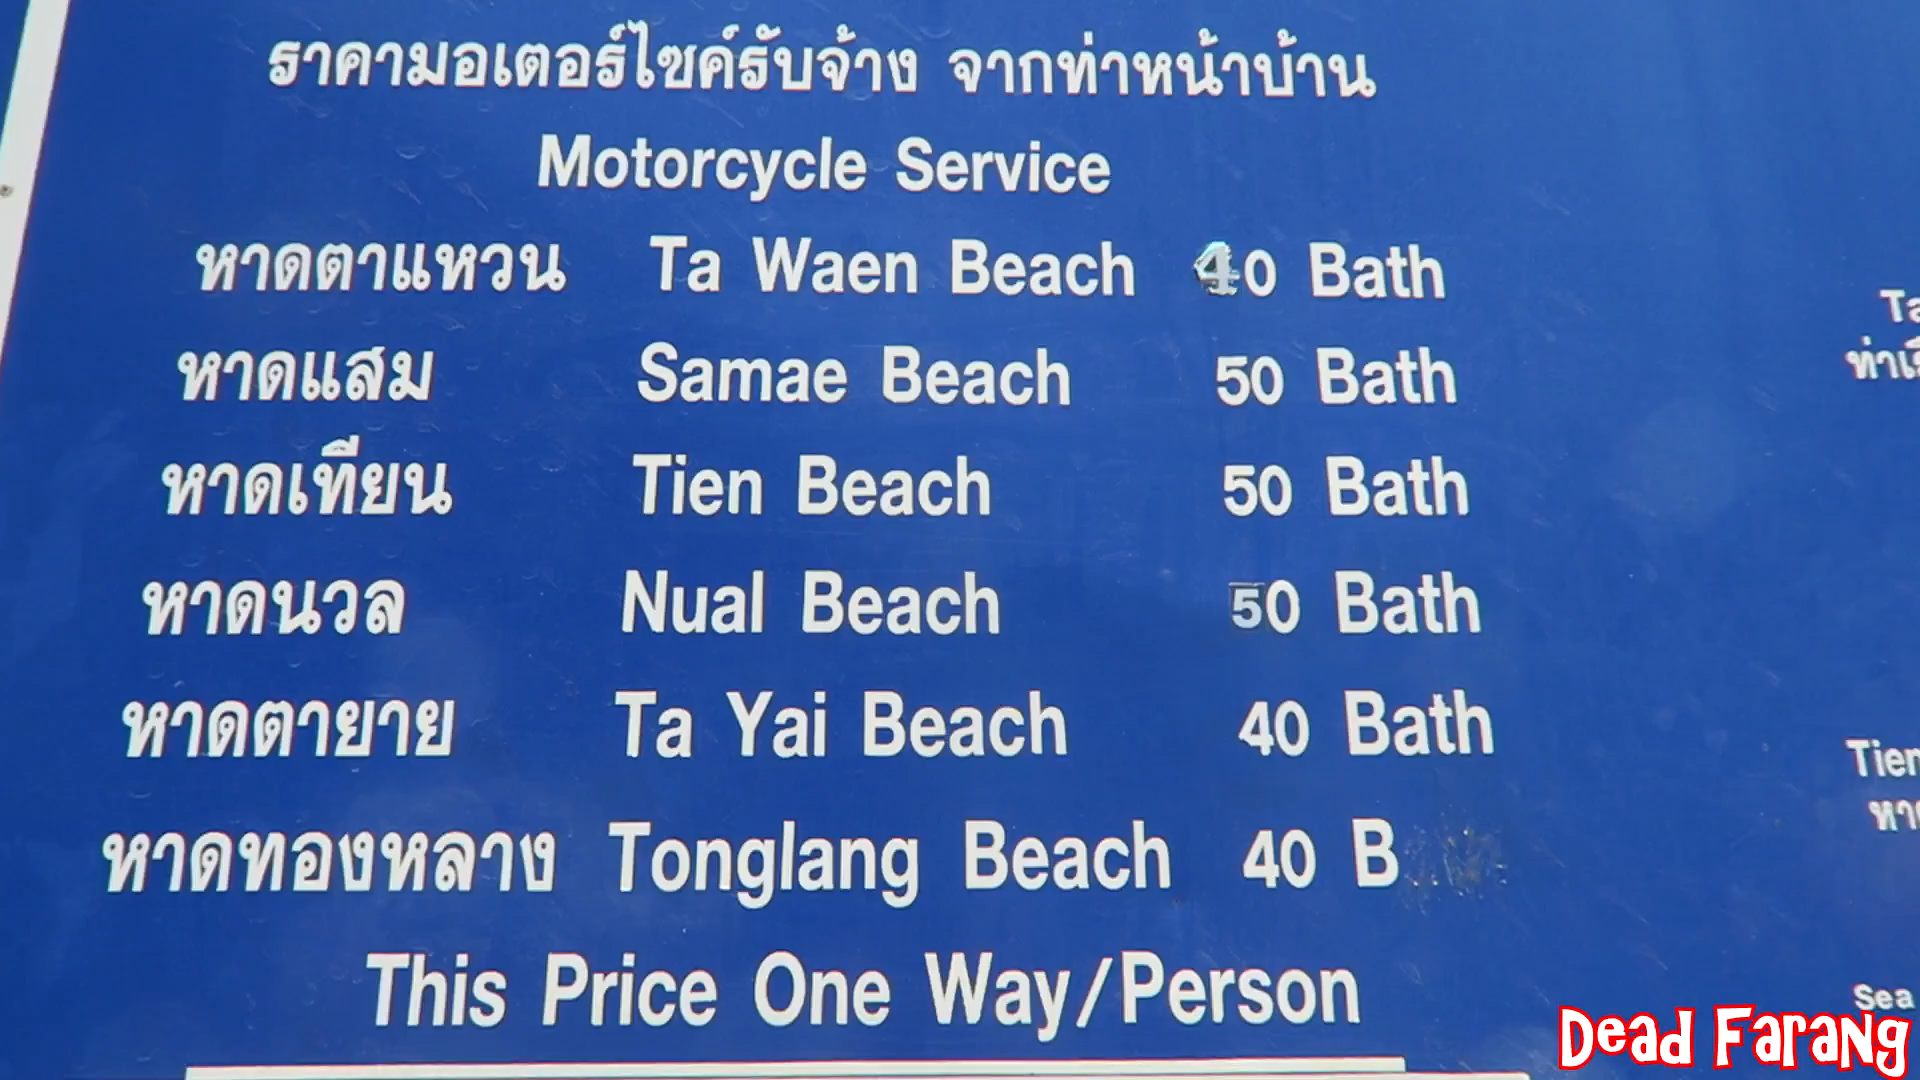 ราคามอเตอร์ไซค์รับจ้าง จากท่าหน้าบ้าน
Motorcycle Service
หาดตาแหวน Ta Waen Beach 40 Bath
หาดแสม Samae Beach 50 Bath
หาดเทียน Tien Beach 50 Bath
หาดนวล Nual Beach 50 Bath
หาดตายาย Ta Yai Beach 40 Bath
หาดทองหลาง Tonglang Beach 40 B
This Price One Way/Person
Tien
Sea
Dead Farang